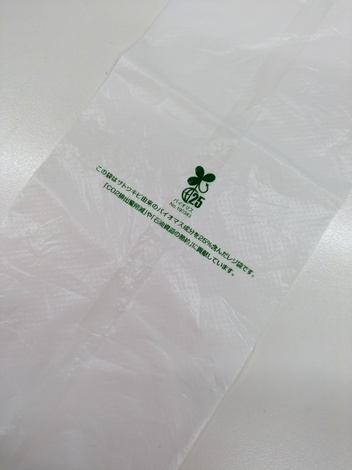 25
バイオマス
この袋はサトウキビ由来のバイオマス成分を25%含んだレジ袋です。
「CO2排出量削減」や「石油資源の節約」に貢献しています。